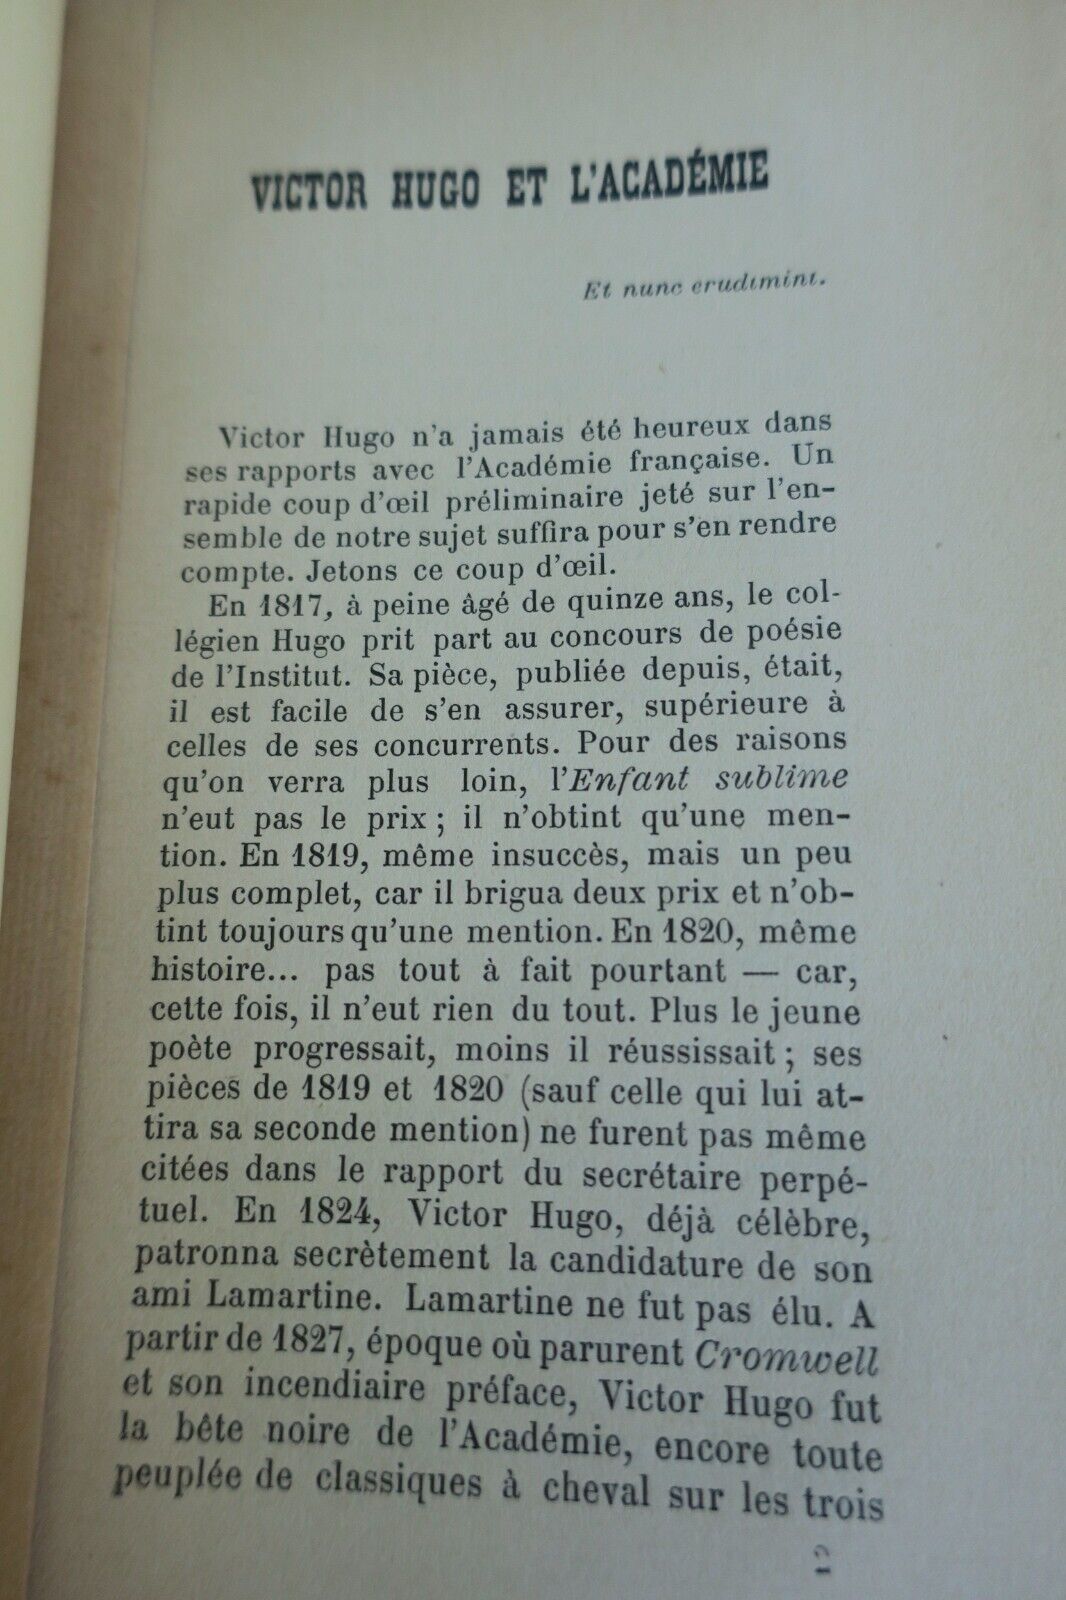 VICTOR HUGO ET L'ACADÉMIE
Et nunc erudimini.
Victor Hugo n'a jamais été heureux dans
ses rapports avec l'Académie française. Un
rapide coup d'œil préliminaire jeté sur l'en-
semble de notre sujet suffira pour s'en rendre
compte. Jetons ce coup d'œil.
En 1817, à peine âgé de quinze ans, le col-
légien Hugo prit part au concours de poésie
de l'Institut. Sa pièce, publiée depuis, était,
il est facile de s'en assurer, supérieure à
celles de ses concurrents. Pour des raisons
qu'on verra plus loin, l'Enfant sublime
n'eut pas le prix ; il n'obtint qu'une men-
tion. En 1819, même insuccès, mais un peu
plus complet, car il brigua deux prix et n'ob-
tint toujours qu'une mention. En 1820, même
histoire... pas tout à fait pourtant — car,
cette fois, il n'eut rien du tout. Plus le jeune
poète progressait, moins il réussissait ; ses
pièces de 1819 et 1820 (sauf celle qui lui at-
tira sa seconde mention) ne furent pas même
citées dans le rapport du secrétaire perpé-
tuel. En 1824, Victor Hugo, déjà célèbre,
patronna secrètement la candidature de son
ami Lamartine. Lamartine ne fut pas élu. A
partir de 1827, époque où parurent Cromwell
et son incendiaire préface, Victor Hugo fut
la bête noire de l'Académie, encore toute
peuplée de classiques à cheval sur les trois